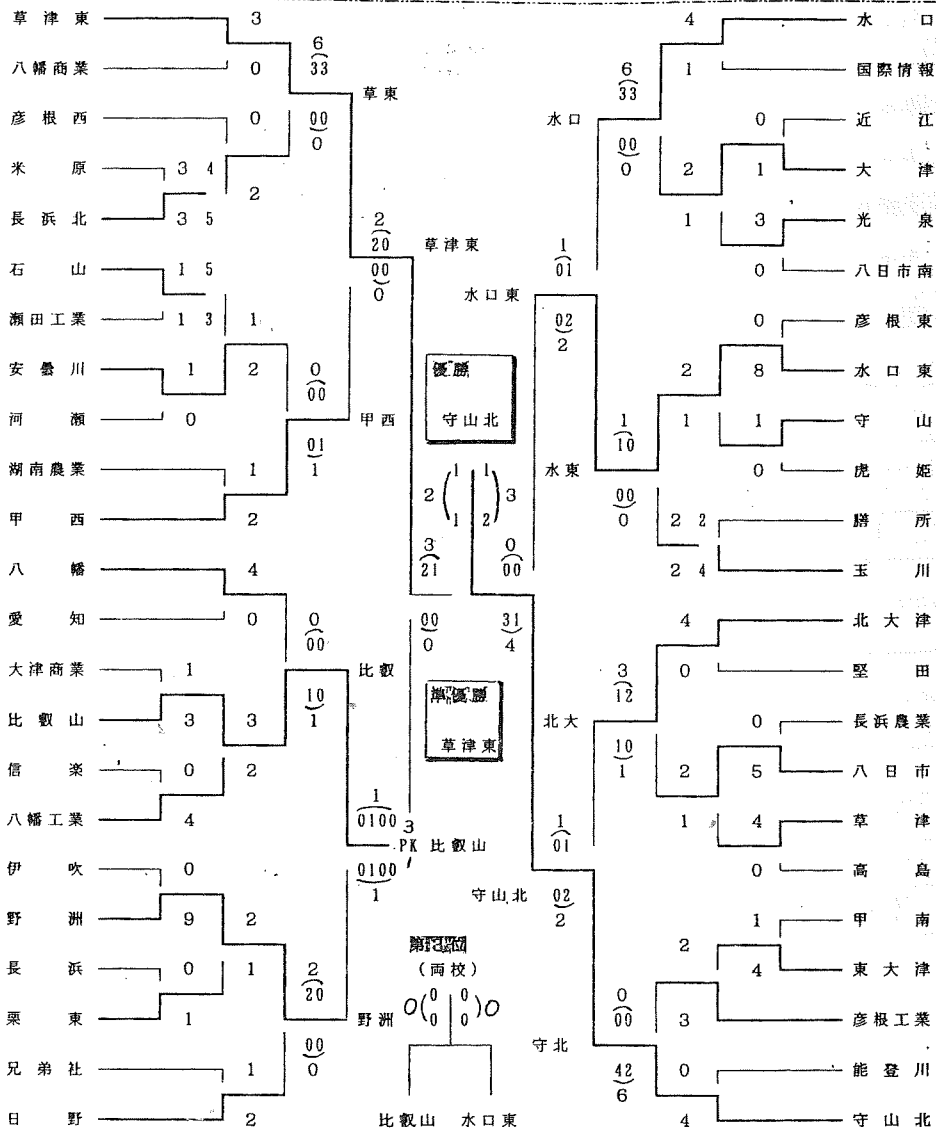 草津東 3 4 水口
6 33
八幡商業 0 6 33 1 国際情報
草東
彦根西 0 00 0 水口 0 近江
米原 3 4 00 0 2 1 大津
2
長浜北 3 5 2 20 1 3 光泉
草津東 1 01
石山 1 5 00 0 0 八日市南
水口東
瀬田工業 1 3 1 02 2 0 彦根東
安曇川 1 2 0 00 優勝 2 8 水口東
河瀬 0 甲西 守山北 1 10 1 1 守山
01 1 水東
湖南農業 1 2 ( 1 1 ) 3 00 0 0 虎姫
1 2 2 2 膳所
甲西 2 3 21 0 00
八幡 4 2 4 玉川
愛知 0 0 00 00 0 31 4 4 北大津
大津商業 1 比叡 3 12 0 堅田
準優勝
比叡山 3 3 10 1 草津東 北大 0 長浜農業
信楽 0 2 10 1 2 5 八日市
八幡工業 4 1 0100 3 1 01 1 4 草津
PK 比叡山
伊吹 0 0100 1 0 高島
守山北 02 2
野洲 9 2 1 甲南
第3位 2
長浜 0 1 2 20 (両校) 4 東大津
栗東 1 野洲 0 ( 0 0 ) 0 0 00 3 彦根工業
0 0
00 0 守北
兄弟社 1 42 6 0 能登川
日野 2 比叡山 水口東 4 守山北